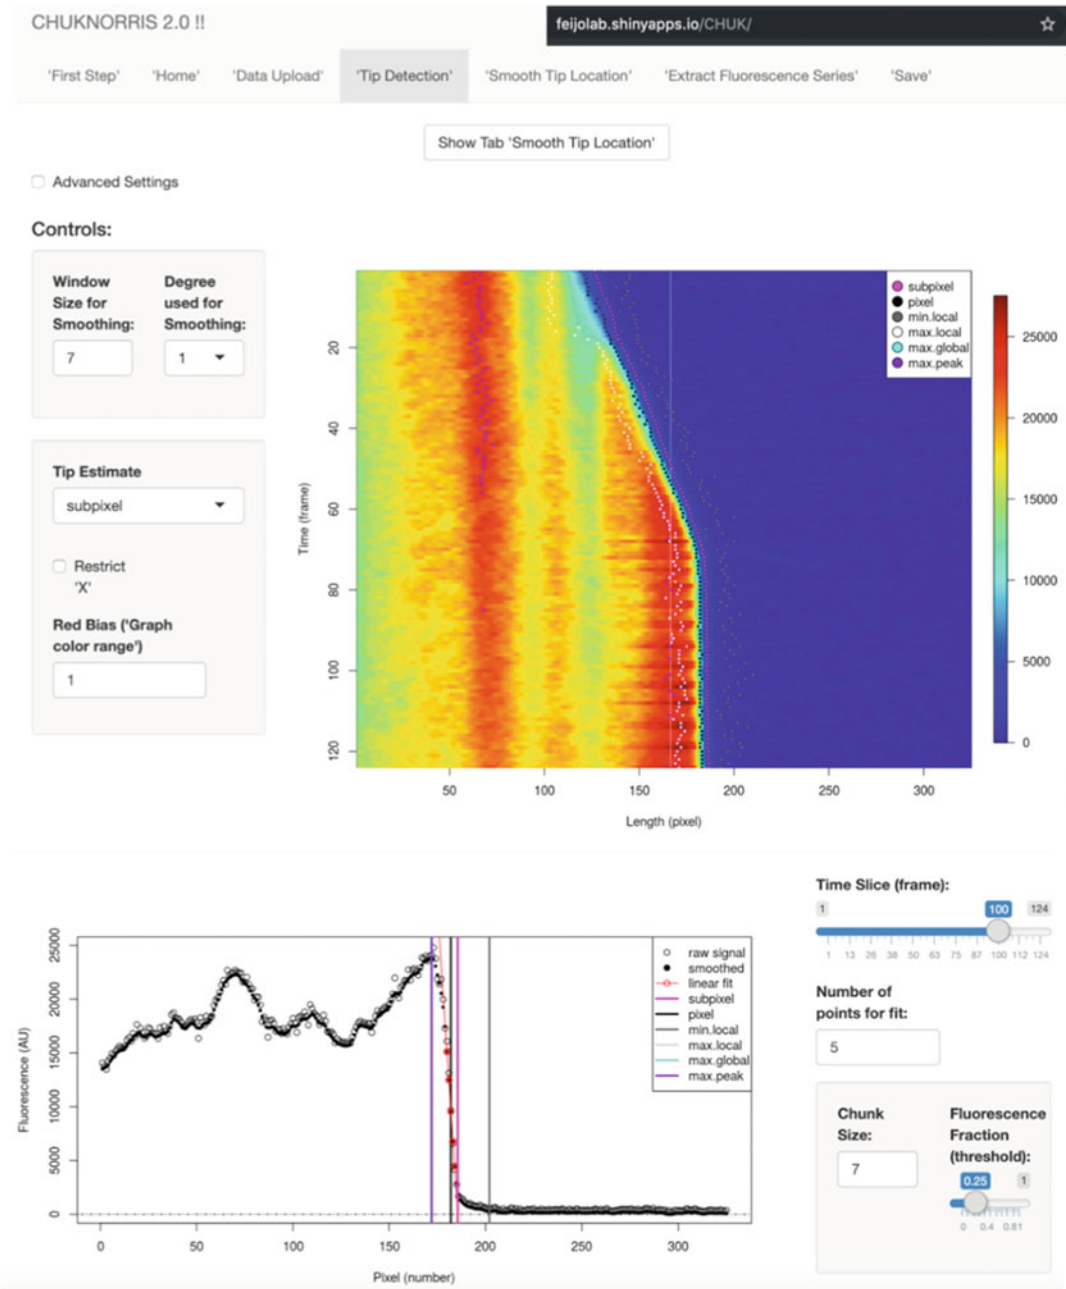 CHUKNORRIS 2.0 !!
feijolab.shinyapps.io/CHUK/
'First Step' 'Home' 'Data Upload' 'Tip Detection' 'Smooth Tip Location' 'Extract Fluorescence Series' 'Save'
Show Tab 'Smooth Tip Location'
Advanced Settings
Controls:
Window
Size for
Smoothing:
7
Degree
used for
Smoothing:
1
Tip Estimate
subpixel
Restrict
'X'
Red Bias ('Graph
color range')
1
subpixel
pixel
min.local
max.local
max.global
max.peak
Time (frame)
20
40
60
80
100
120
50 100 150 200 250 300
Length (pixel)
25000
20000
15000
10000
5000
0
Fluorescence (AU)
25000
20000
15000
10000
5000
0
0 50 100 150 200 250 300
Pixel (number)
raw signal
smoothed
linear fit
subpixel
pixel
min.local
max.local
max.global
max.peak
Time Slice (frame):
1 100 124
1 13 25 38 50 63 75 87 100 112 124
Number of
points for fit:
5
Chunk
Size:
7
Fluorescence
Fraction
(threshold):
0.25 1
0 0.4 0.81